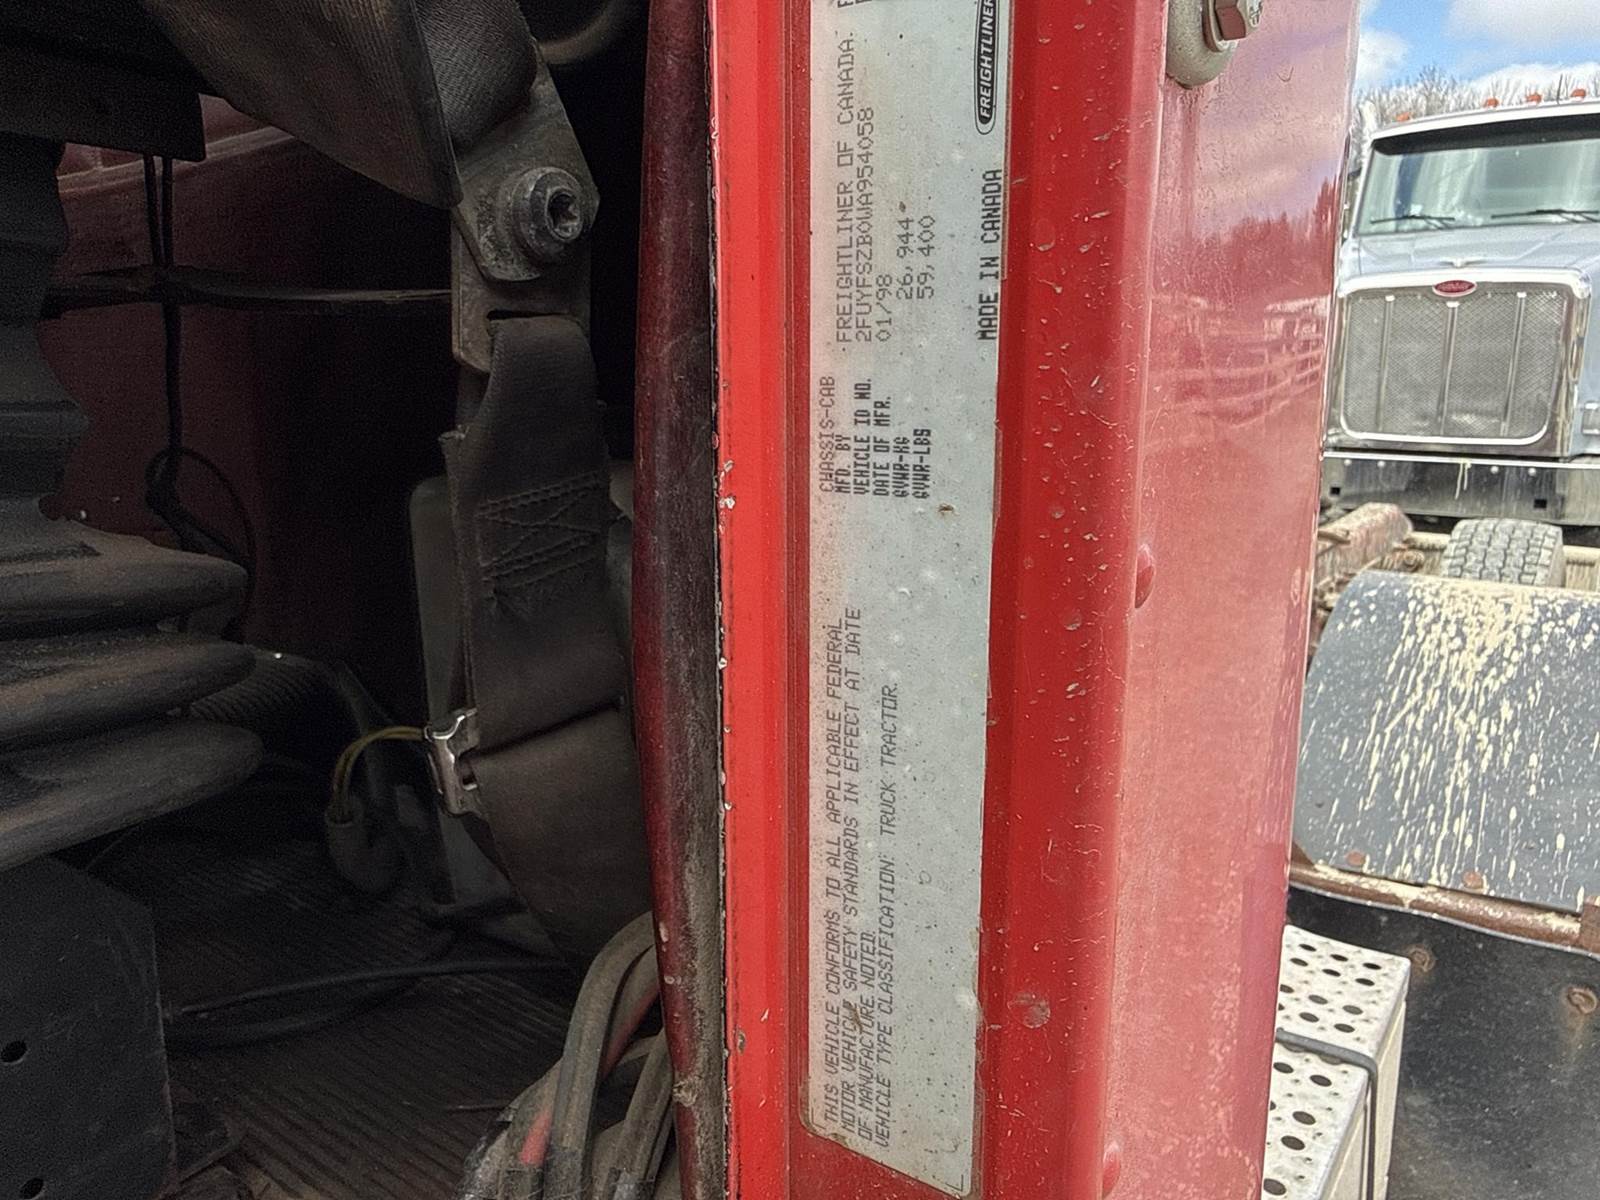 FREIGHTLINER
CHASSIS-CAB
MFD. BY FREIGHTLINER OF CANADA
VEHICLE ID NO. 2FUYFSZB0WA954058
DATE OF MFR. 01/98
GVWR-KG 26,944
GVWR-LBS 59,400
MADE IN CANADA
THIS VEHICLE CONFORMS TO ALL APPLICABLE FEDERAL
MOTOR VEHICLE SAFETY STANDARDS IN EFFECT AT DATE
OF MANUFACTURE NOTED.
VEHICLE TYPE CLASSIFICATION: TRUCK TRACTOR.